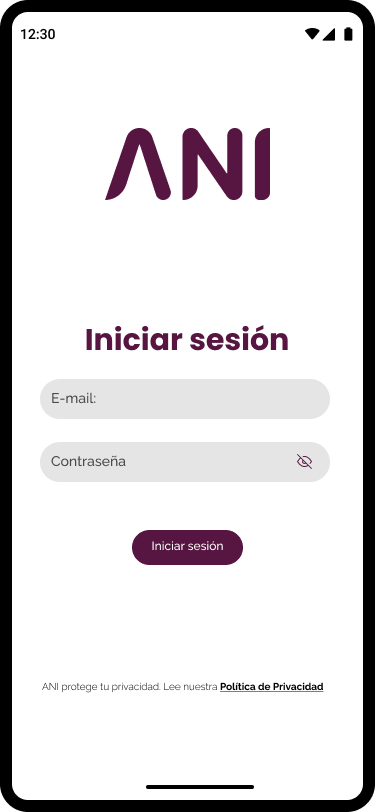 12:30
ANI
Iniciar sesión
E-mail:
Contraseña
Iniciar sesión
ANI protege tu privacidad. Lee nuestra Política de Privacidad